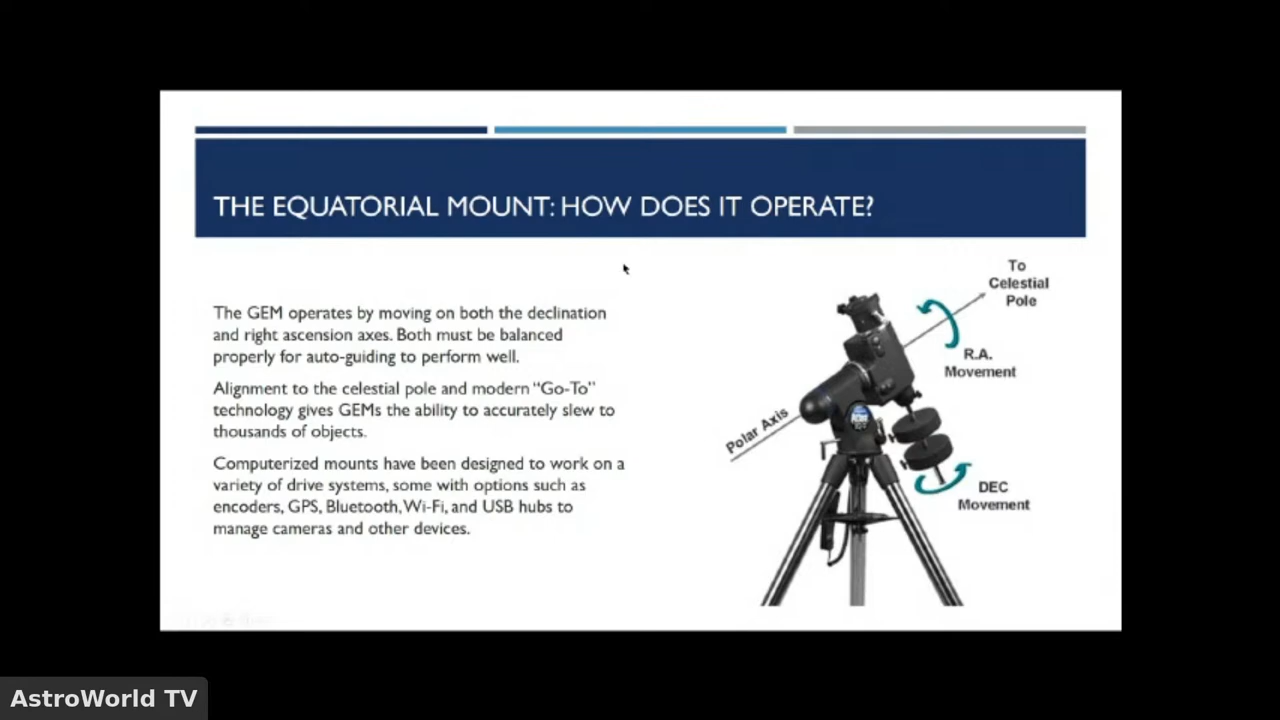 THE EQUATORIAL MOUNT: HOW DOES IT OPERATE?
The GEM operates by moving on both the declination
and right ascension axes. Both must be balanced
properly for auto-guiding to perform well.
Alignment to the celestial pole and modern “Go-To”
technology gives GEMs the ability to accurately slew to
thousands of objects.
Computerized mounts have been designed to work on a
variety of drive systems, some with options such as
encoders, GPS, Bluetooth, Wi-Fi, and USB hubs to
manage cameras and other devices.
To
Celestial
Pole
R.A.
Movement
Polar Axis
DEC
Movement
AstroWorld TV